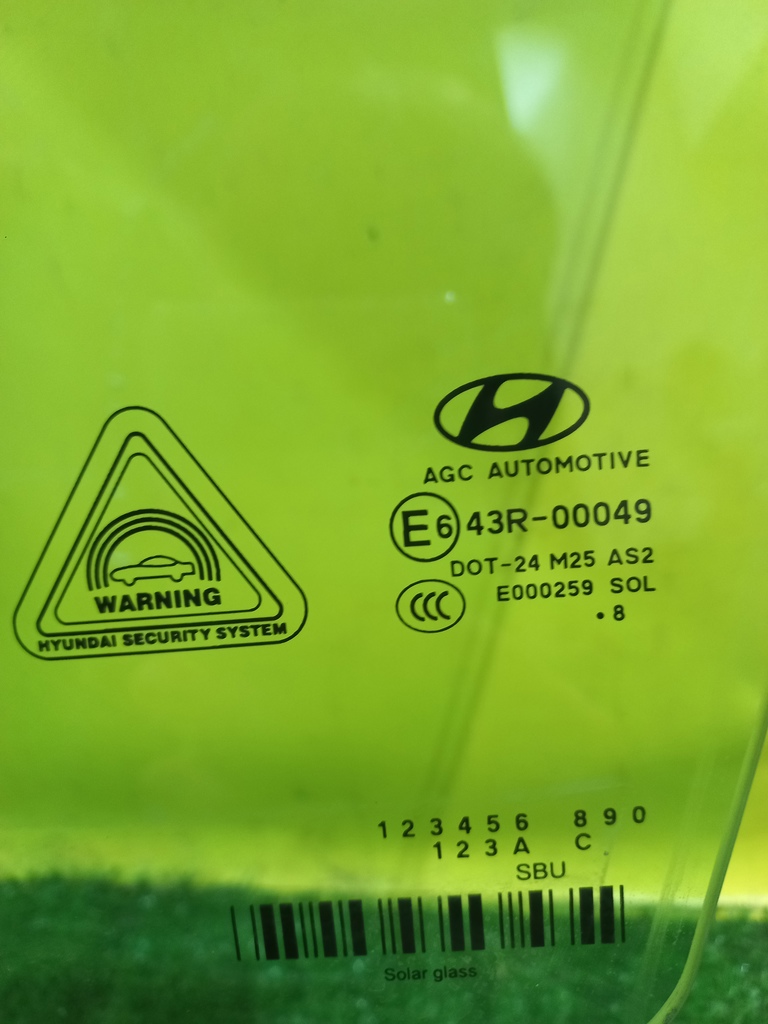 WARNING
HYUNDAI SECURITY SYSTEM
AGC AUTOMOTIVE
E6 43R-00049
DOT-24 M25 AS2
CCC E000259 SOL
.8
1 2 3 4 5 6 8 9 0
1 2 3 A C
SBU
Solar glass